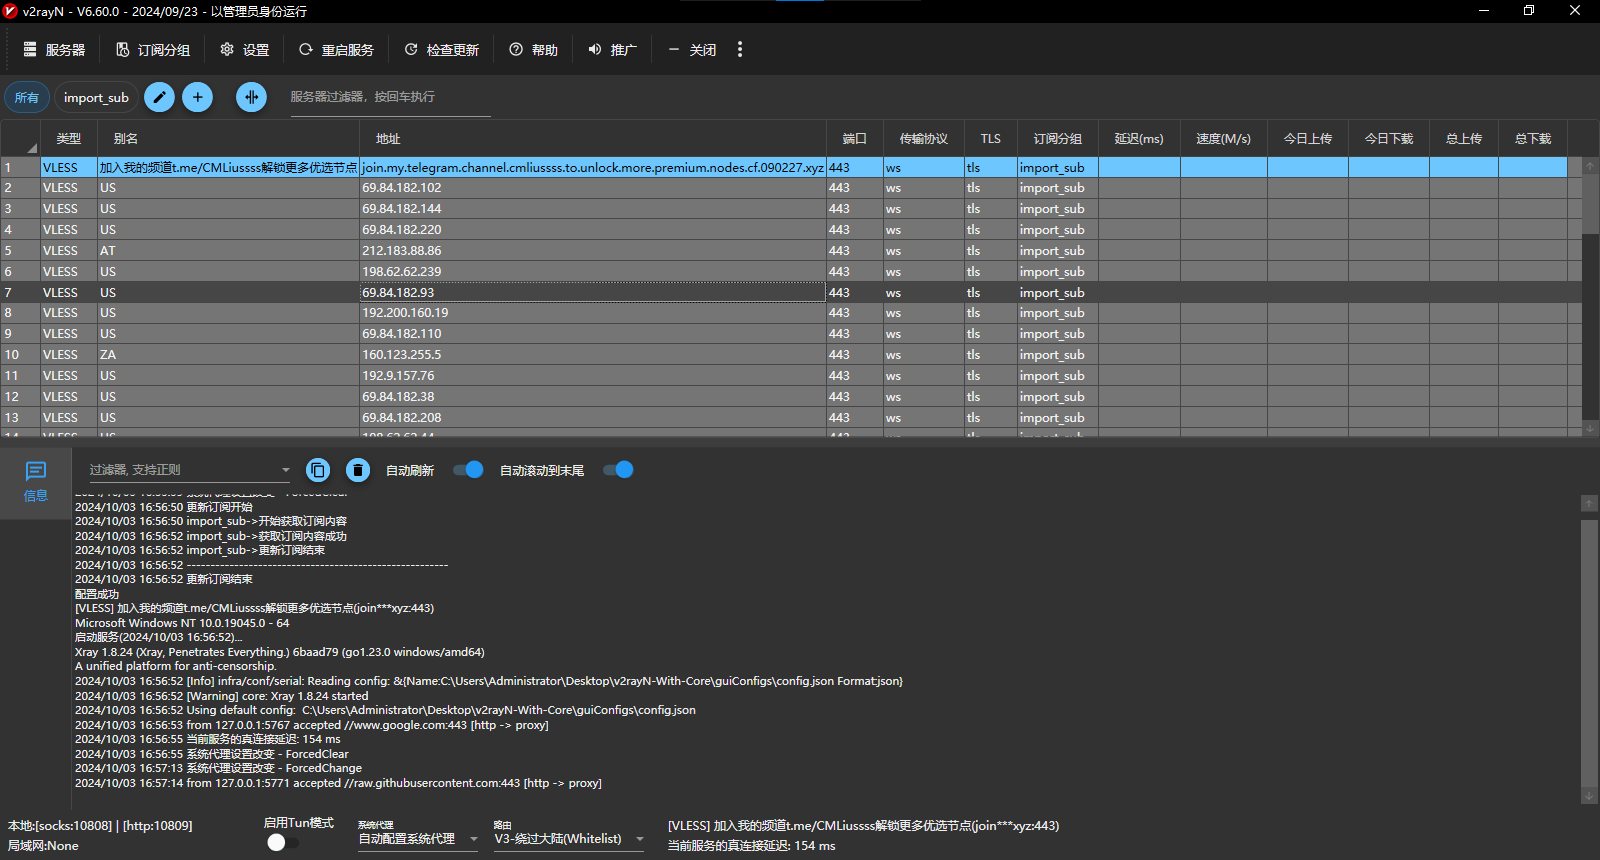 v2rayN - V6.60.0 - 2024/09/23 - 以管理员身份运行
服务器 订阅分组 设置 重启服务 检查更新 帮助 推广 关闭
所有 import_sub 服务器过滤器，按回车执行
类型 别名 地址 端口 传输协议 TLS 订阅分组 延迟(ms) 速度(M/s) 今日上传 今日下载 总上传 总下载
1 VLESS 加入我的频道t.me/CMLiussss解锁更多优选节点 join.my.telegram.channel.cmliussss.to.unlock.more.premium.nodes.cf.090227.xyz 443 ws tls import_sub
2 VLESS US 69.84.182.102 443 ws tls import_sub
3 VLESS US 69.84.182.144 443 ws tls import_sub
4 VLESS US 69.84.182.220 443 ws tls import_sub
5 VLESS AT 212.183.88.86 443 ws tls import_sub
6 VLESS US 198.62.62.239 443 ws tls import_sub
7 VLESS US 69.84.182.93 443 ws tls import_sub
8 VLESS US 192.200.160.19 443 ws tls import_sub
9 VLESS US 69.84.182.110 443 ws tls import_sub
10 VLESS ZA 160.123.255.5 443 ws tls import_sub
11 VLESS US 192.9.157.76 443 ws tls import_sub
12 VLESS US 69.84.182.38 443 ws tls import_sub
13 VLESS US 69.84.182.208 443 ws tls import_sub
信息
过滤器, 支持正则 自动刷新 自动滚动到末尾
2024/10/03 16:56:50 更新订阅开始
2024/10/03 16:56:50 import_sub->开始获取订阅内容
2024/10/03 16:56:52 import_sub->获取订阅内容成功
2024/10/03 16:56:52 import_sub->更新订阅结束
2024/10/03 16:56:52 -------------------------------------------------------
2024/10/03 16:56:52 更新订阅结束
配置成功
[VLESS] 加入我的频道t.me/CMLiussss解锁更多优选节点(join***xyz:443)
Microsoft Windows NT 10.0.19045.0 - 64
启动服务(2024/10/03 16:56:52)...
Xray 1.8.24 (Xray, Penetrates Everything.) 6baad79 (go1.23.0 windows/amd64)
A unified platform for anti-censorship.
2024/10/03 16:56:52 [Info] infra/conf/serial: Reading config: &{Name:C:\Users\Administrator\Desktop\v2rayN-With-Core\guiConfigs\config.json Format:json}
2024/10/03 16:56:52 [Warning] core: Xray 1.8.24 started
2024/10/03 16:56:52 Using default config:  C:\Users\Administrator\Desktop\v2rayN-With-Core\guiConfigs\config.json
2024/10/03 16:56:53 from 127.0.0.1:5767 accepted //www.google.com:443 [http -> proxy]
2024/10/03 16:56:55 当前服务的真连接延迟: 154 ms
2024/10/03 16:56:55 系统代理设置改变 - ForcedClear
2024/10/03 16:57:13 系统代理设置改变 - ForcedChange
2024/10/03 16:57:14 from 127.0.0.1:5771 accepted //raw.githubusercontent.com:443 [http -> proxy]
本地:[socks:10808] | [http:10809]
局域网:None
启用Tun模式
系统代理
自动配置系统代理
路由
V3-绕过大陆(Whitelist)
[VLESS] 加入我的频道t.me/CMLiussss解锁更多优选节点(join***xyz:443)
当前服务的真连接延迟: 154 ms